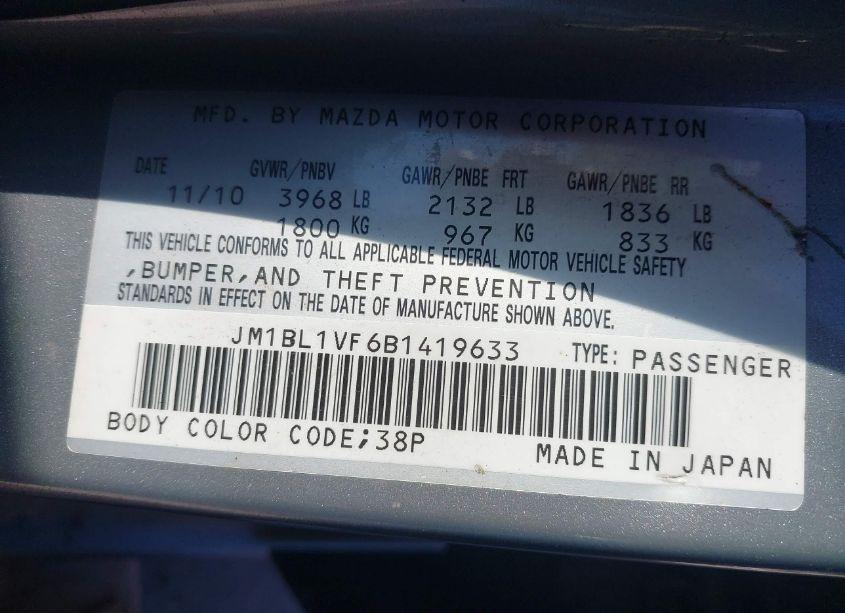 MFD. BY MAZDA MOTOR CORPORATION
DATE GVWR/PNBV GAWR/PNBE FRT GAWR/PNBE RR
11/10 3968 LB 2132 LB 1836 LB
1800 KG 967 KG 833 KG
THIS VEHICLE CONFORMS TO ALL APPLICABLE FEDERAL MOTOR VEHICLE SAFETY
,BUMPER,AND THEFT PREVENTION
STANDARDS IN EFFECT ON THE DATE OF MANUFACTURE SHOWN ABOVE.
JM1BL1VF6B1419633 TYPE: PASSENGER
BODY COLOR CODE;38P
MADE IN JAPAN